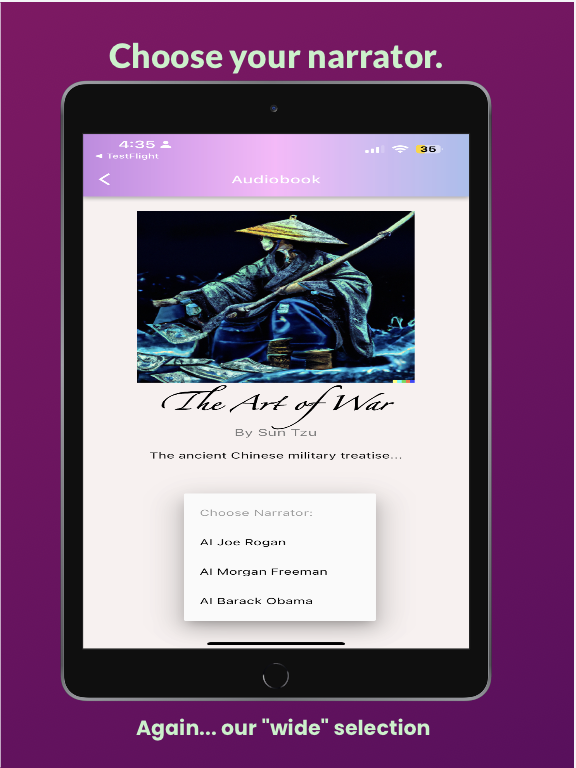 Choose your narrator.
4:35
35
◀ TestFlight
Audiobook
The Art of War
By Sun Tzu
The ancient Chinese military treatise...
Choose Narrator:
AI Joe Rogan
AI Morgan Freeman
AI Barack Obama
Again... our "wide" selection